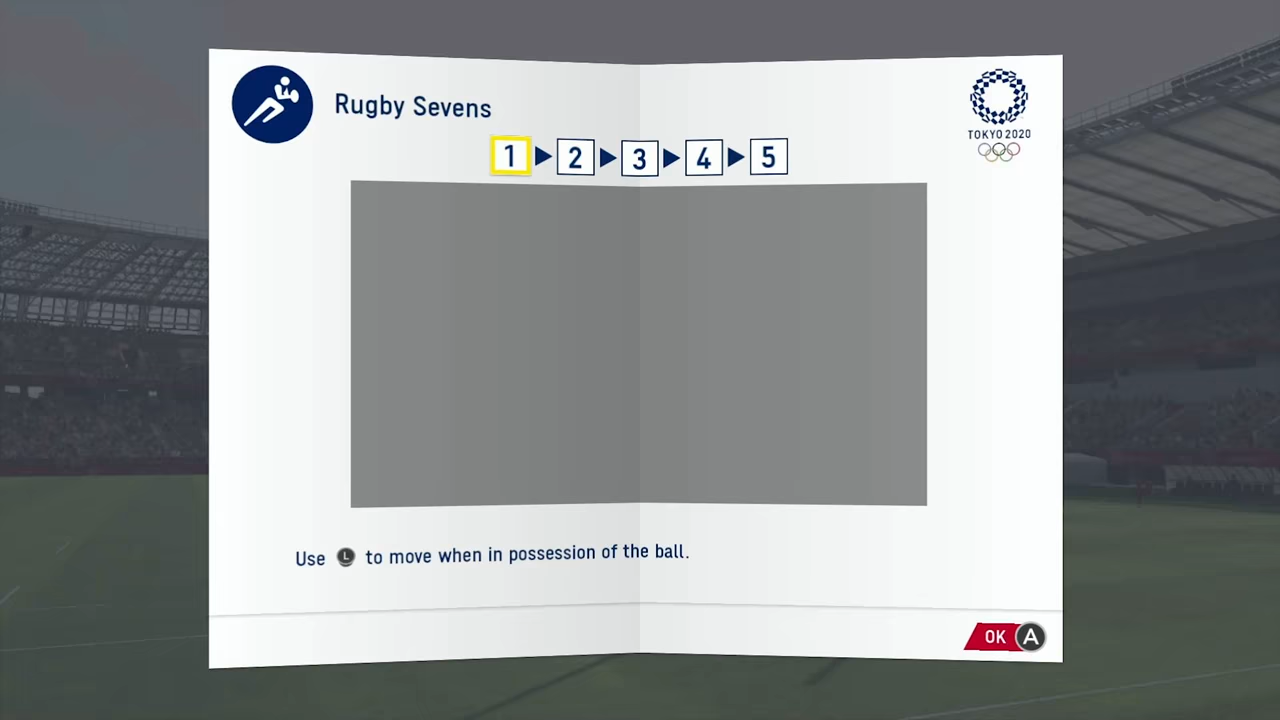 Rugby Sevens
TOKYO 2020
1 2 3 4 5
Use L to move when in possession of the ball.
OK A